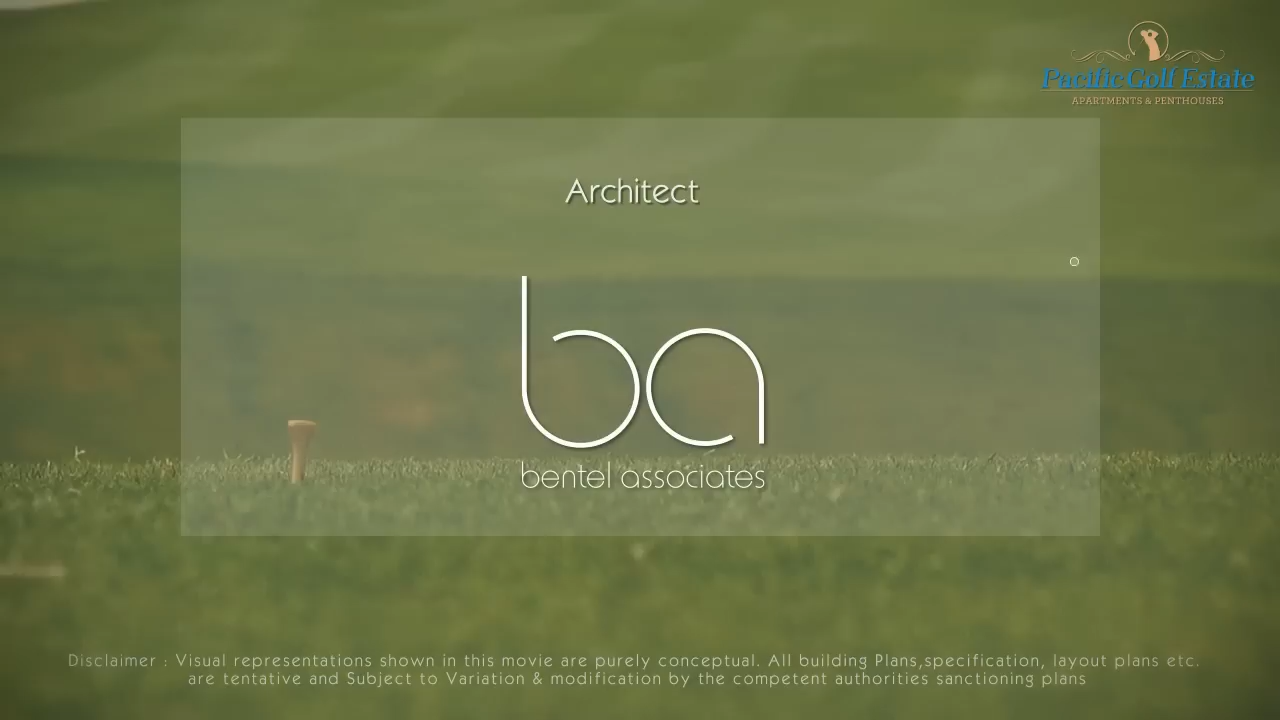 Pacific Golf Estate
APARTMENTS & PENTHOUSES
Architect
ba
bentel associates
Disclaimer : Visual representations shown in this movie are purely conceptual. All building Plans,specification, layout plans etc.
are tentative and Subject to Variation & modification by the competent authorities sanctioning plans